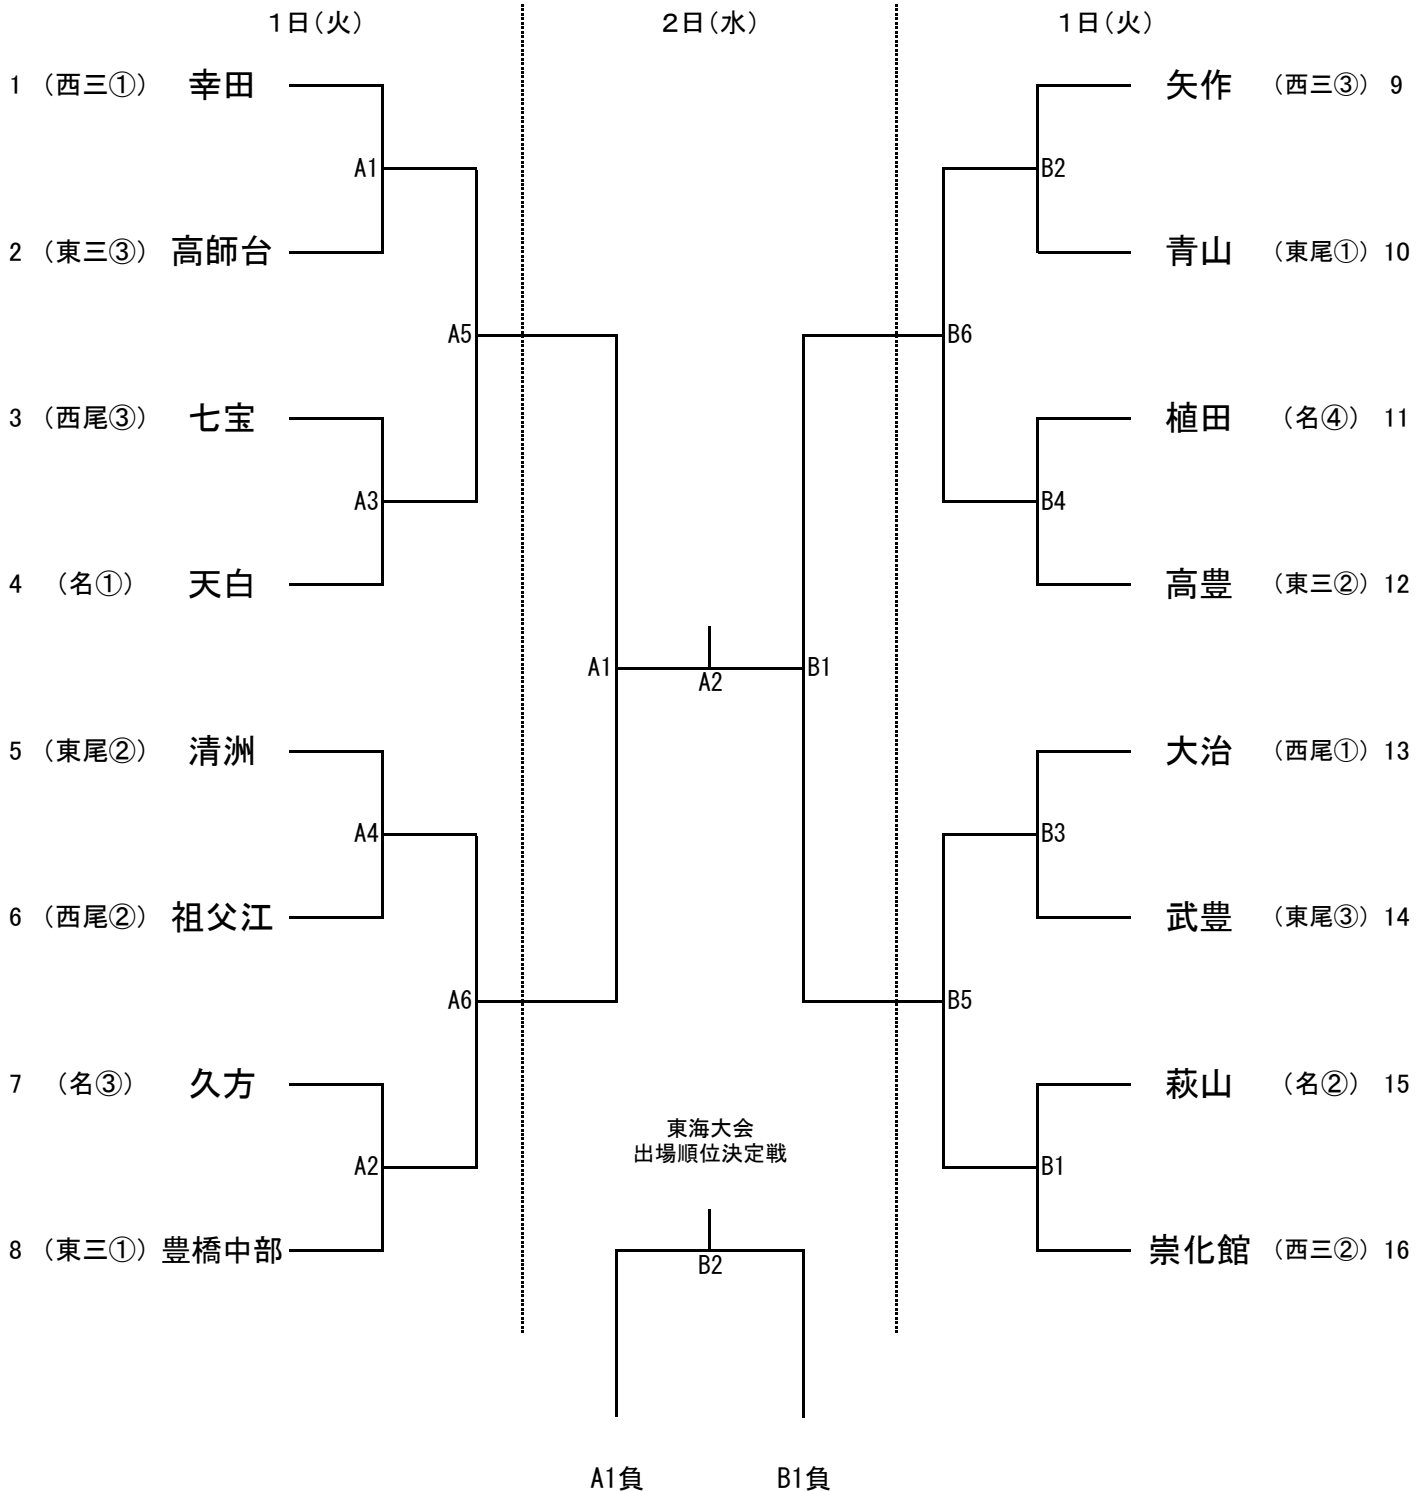 1日(火) 2日(水) 1日(火)
1 (西三①) 幸田 矢作 (西三③) 9
A1 B2
2 (東三③) 高師台 青山 (東尾①) 10
A5 B6
3 (西尾③) 七宝 植田 (名④) 11
A3 B4
4 (名①) 天白 高豊 (東三②) 12
A1 A2 B1
5 (東尾②) 清洲 大治 (西尾①) 13
A4 B3
6 (西尾②) 祖父江 武豊 (東尾③) 14
A6 B5
7 (名③) 久方 萩山 (名②) 15
東海大会
出場順位決定戦
A2 B1
8 (東三①) 豊橋中部 崇化館 (西三②) 16
B2
A1負 B1負